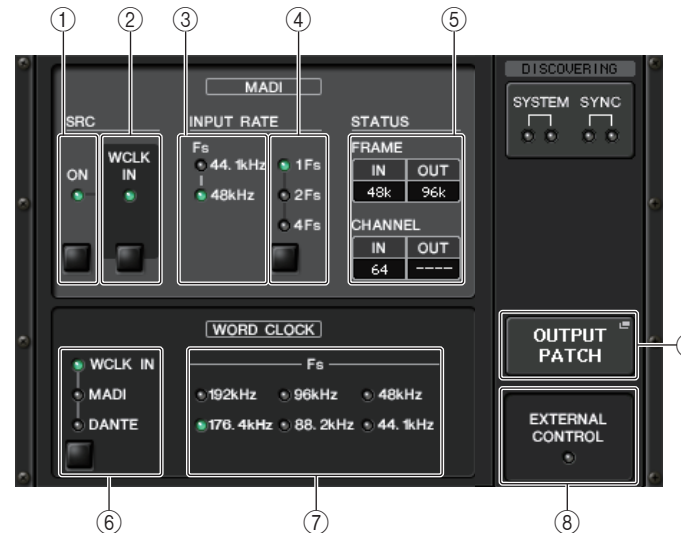 ① ② ③ ④ ⑤
MADI
SRC
ON
WCLK
IN
INPUT RATE
Fs
44.1kHz
48kHz
1Fs
2Fs
4Fs
STATUS
FRAME
IN OUT
48k 96k
CHANNEL
IN OUT
64 ----
DISCOVERING
SYSTEM SYNC
WORD CLOCK
WCLK IN
MADI
DANTE
Fs
192kHz 96kHz 48kHz
176.4kHz 88.2kHz 44.1kHz
OUTPUT
PATCH
EXTERNAL
CONTROL
⑥ ⑦ ⑧